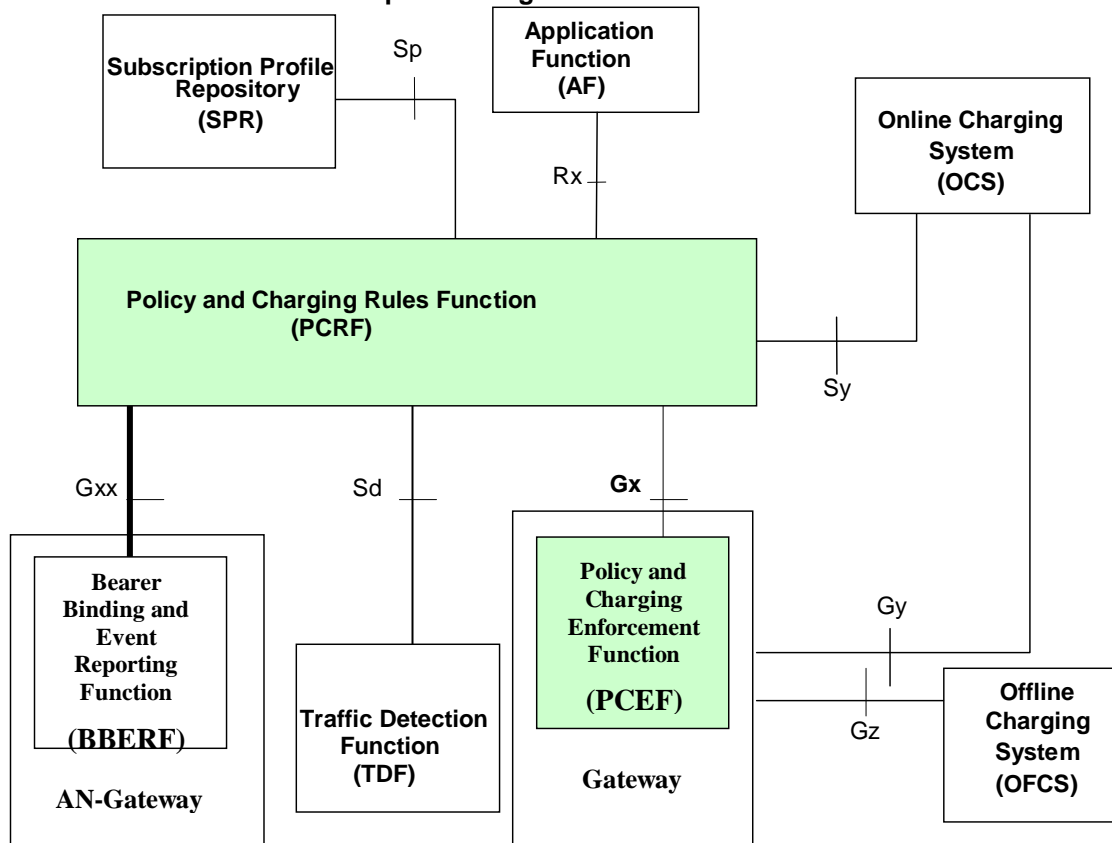 Sp
Subscription Profile
Repository
(SPR)
Application
Function
(AF)
Online Charging
System
(OCS)
Rx
Policy and Charging Rules Function
(PCRF)
Sy
Gxx
Sd
Gx
Bearer
Binding and
Event
Reporting
Function
(BBERF)
AN-Gateway
Traffic Detection
Function
(TDF)
Policy and
Charging
Enforcement
Function
(PCEF)
Gateway
Gy
Gz
Offline
Charging
System
(OFCS)